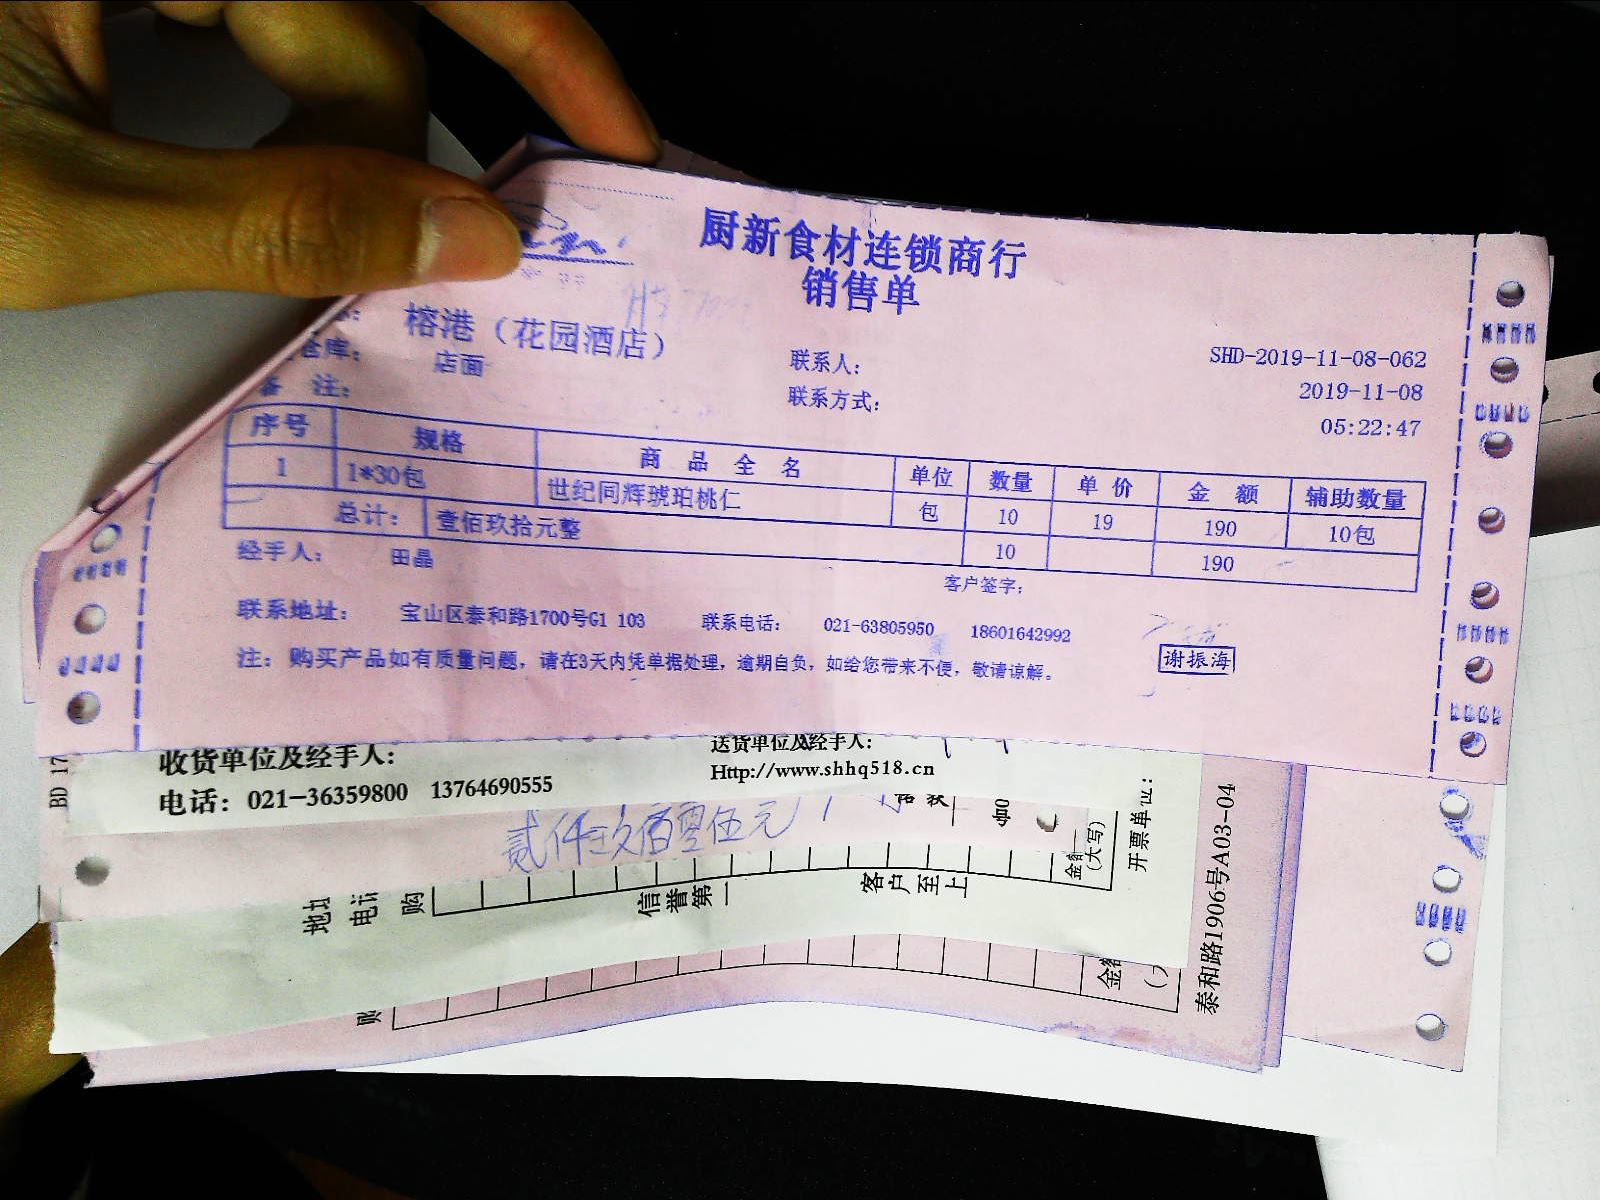 厨新食材连锁商行
销售单
榕港（花园酒店）
仓库： 店面
备 注：
联系人：
联系方式：
SHD-2019-11-08-062
2019-11-08
05:22:47
序号 规格 商 品 全 名 单位 数量 单 价 金 额 辅助数量
1 1*30包 世纪同辉琥珀桃仁 包 10 19 190 10包
总计： 壹佰玖拾元整 10 190
经手人： 田晶 客户签字：
联系地址： 宝山区泰和路1700号G1 103 联系电话： 021-63805950 18601642992
谢振海
注：购买产品如有质量问题，请在3天内凭单据处理，逾期自负，如给您带来不便，敬请谅解。
收货单位及经手人： 送货单位及经手人：
电话：021-36359800 13764690555 Http://www.shhq518.cn
BD 17
贰仟玖佰零伍元
金额
(大写)
开票单位：
泰和路1906号A03-04
电话
购
信誉第一
客户至上